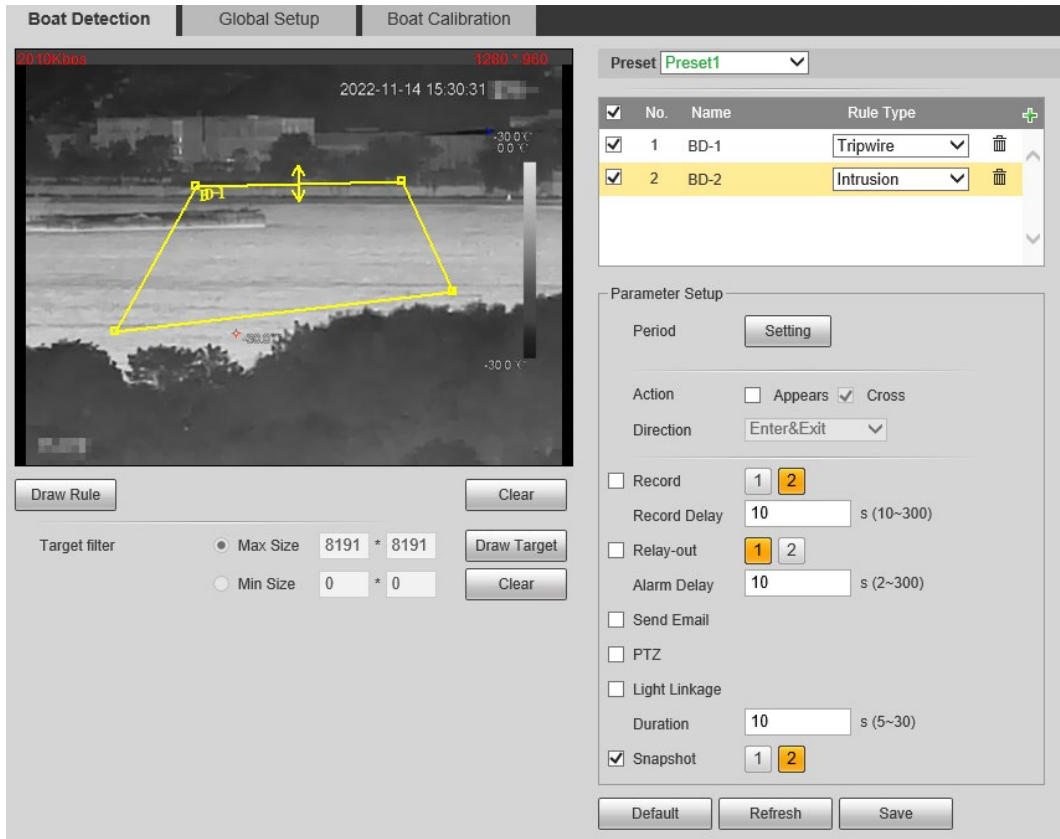 Boat Detection Global Setup Boat Calibration
2010Kbps 1280 * 960
2022-11-14 15:30:31
BD-1
Draw Rule Clear
Target filter Max Size 8191 * 8191 Draw Target
Min Size 0 * 0 Clear
Preset Preset1
No. Name Rule Type
1 BD-1 Tripwire
2 BD-2 Intrusion
Parameter Setup
Period Setting
Action Appears Cross
Direction Enter&Exit
Record 1 2
Record Delay 10 s (10~300)
Relay-out 1 2
Alarm Delay 10 s (2~300)
Send Email
PTZ
Light Linkage
Duration 10 s (5~30)
Snapshot 1 2
Default Refresh Save